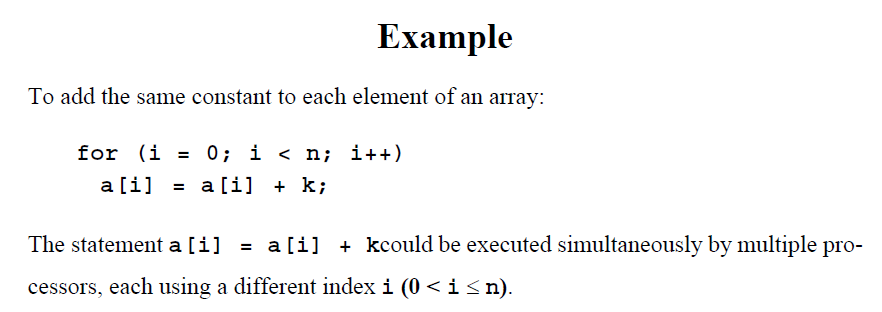 Example
To add the same constant to each element of an array:
for (i = 0; i < n; i++)
a[i] = a[i] + k;
The statement a[i] = a[i] + kcould be executed simultaneously by multiple pro-
cessors, each using a different index i (0 < i ≤ n).